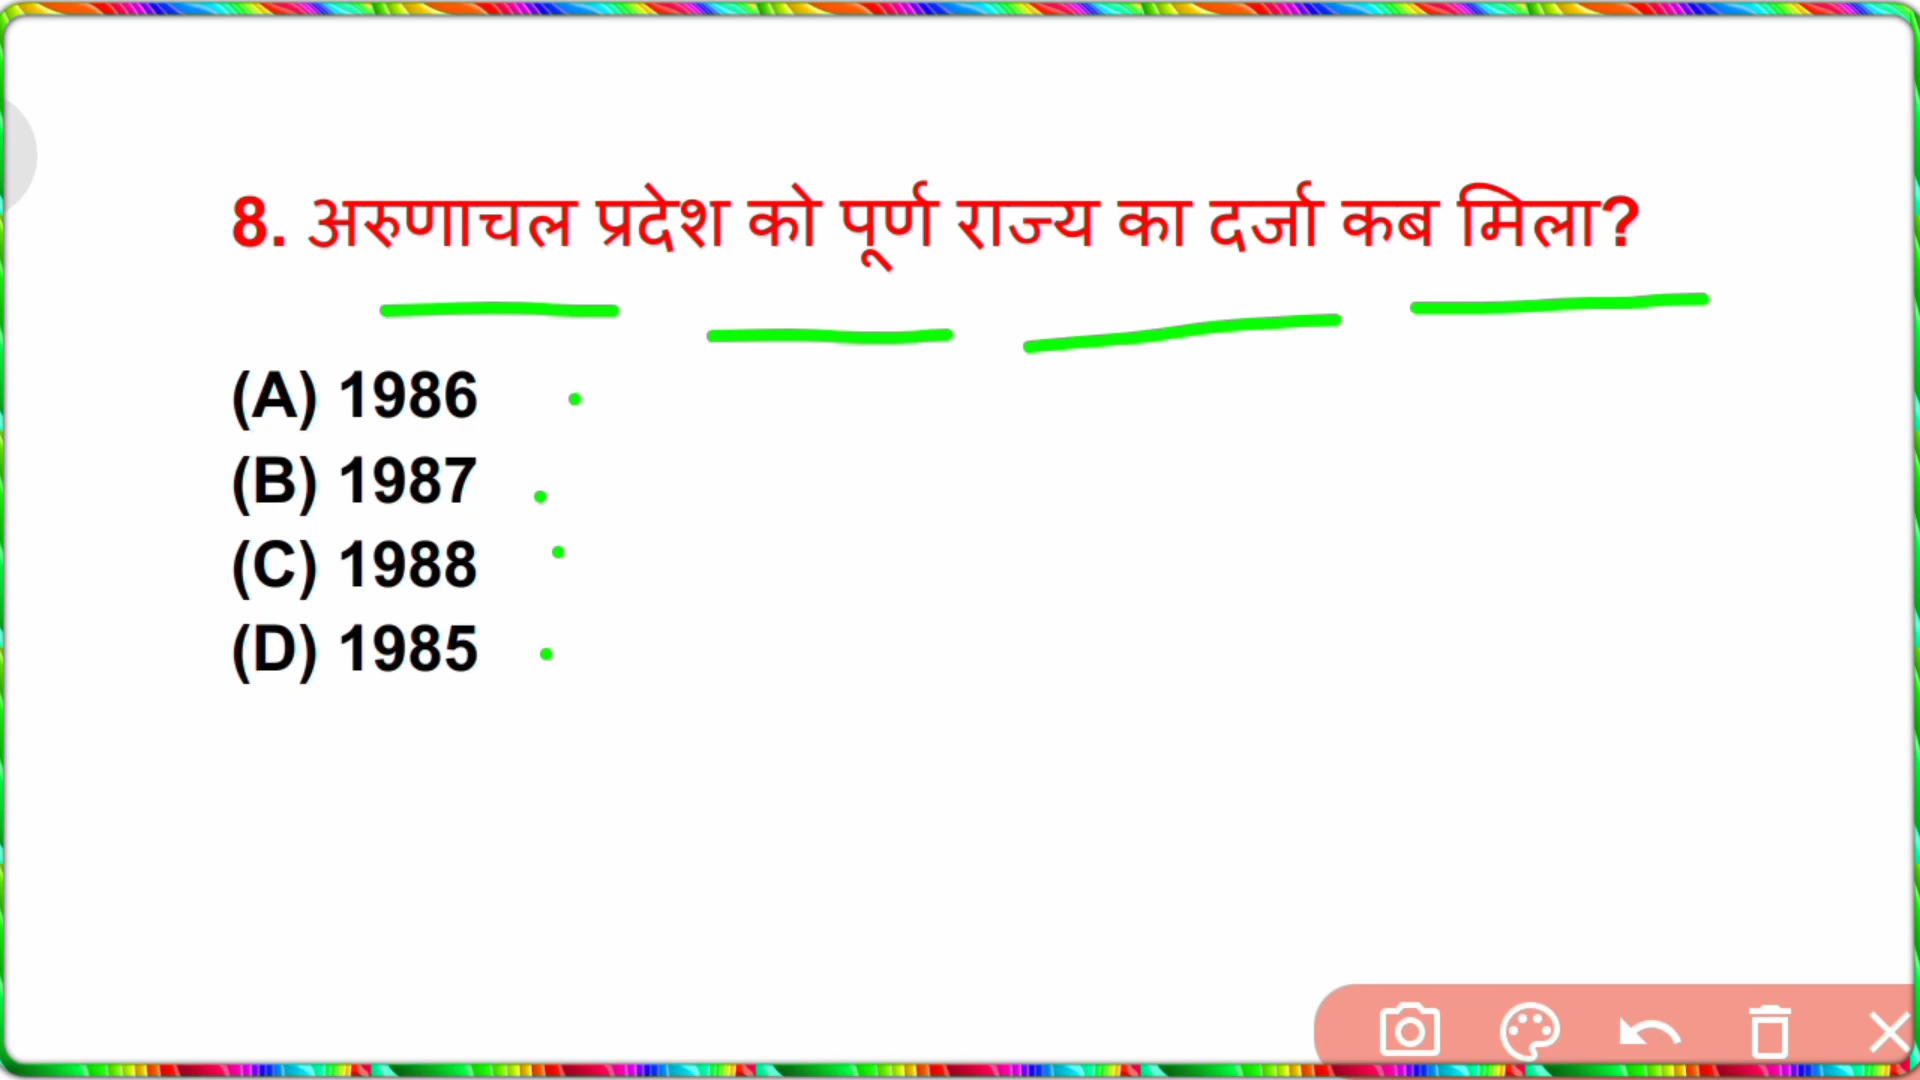 8. अरुणाचल प्रदेश को पूर्ण राज्य का दर्जा कब मिला?
(A) 1986
(B) 1987
(C) 1988
(D) 1985